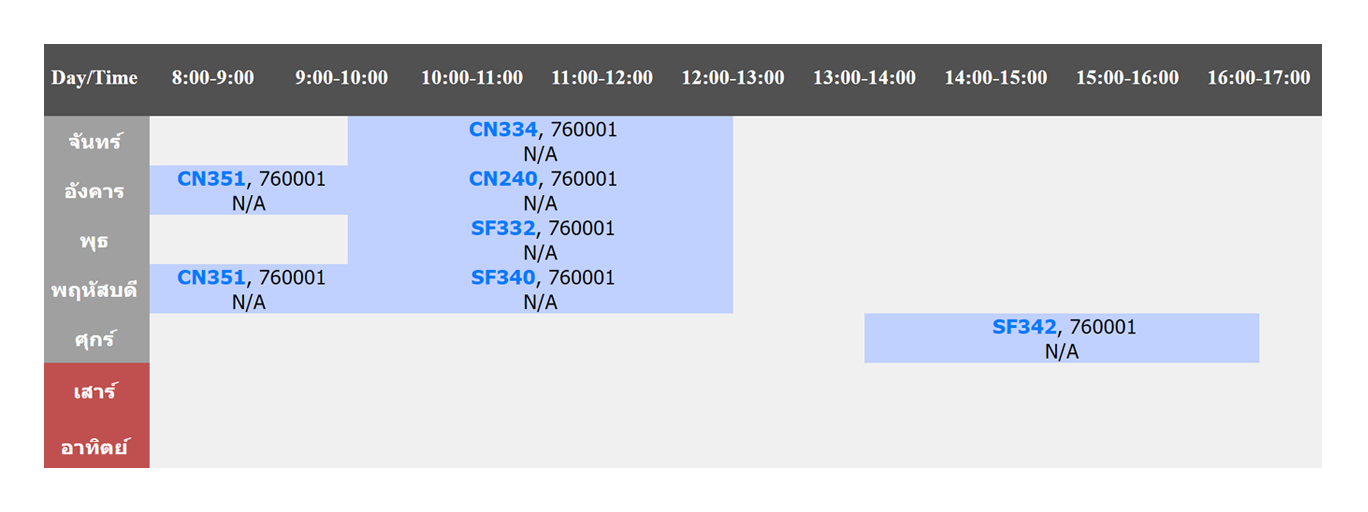 Day/Time 8:00-9:00 9:00-10:00 10:00-11:00 11:00-12:00 12:00-13:00 13:00-14:00 14:00-15:00 15:00-16:00 16:00-17:00
จันทร์ CN334, 760001
N/A
อังคาร CN351, 760001 CN240, 760001
N/A N/A
พุธ SF332, 760001
N/A
พฤหัสบดี CN351, 760001 SF340, 760001
N/A N/A
ศุกร์ SF342, 760001
N/A
เสาร์
อาทิตย์